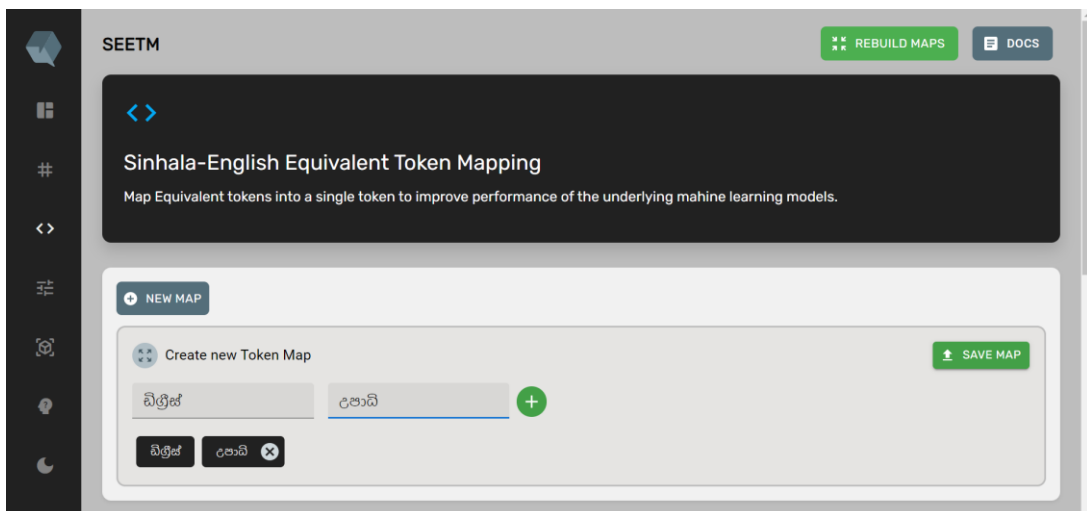 SEETM
REBUILD MAPS
DOCS
Sinhala-English Equivalent Token Mapping
Map Equivalent tokens into a single token to improve performance of the underlying mahine learning models.
NEW MAP
Create new Token Map
SAVE MAP
ඩිග්‍රීස් උපාධි
ඩිග්‍රීස් උපාධි